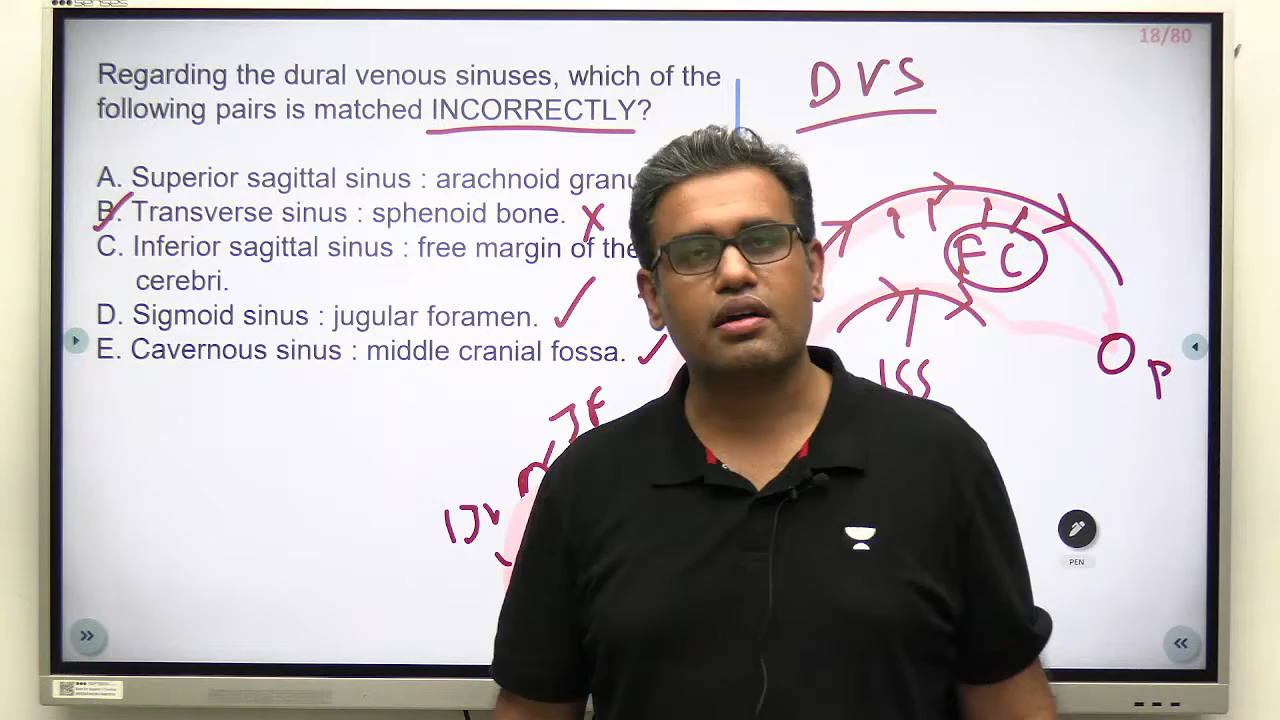 senses
18/80
Regarding the dural venous sinuses, which of the
following pairs is matched INCORRECTLY?
A. Superior sagittal sinus : arachnoid granu
B. Transverse sinus : sphenoid bone. X
C. Inferior sagittal sinus : free margin of the
cerebri.
D. Sigmoid sinus : jugular foramen.
E. Cavernous sinus : middle cranial fossa.
DVS
FC
ISS
P
JF
IJV
PEN